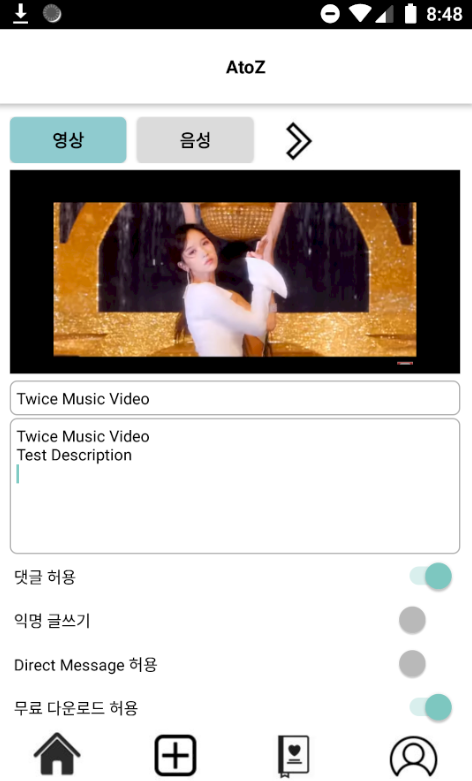 8:48
AtoZ
영상
음성
Twice Music Video
Twice Music Video
Test Description
댓글 허용
익명 글쓰기
Direct Message 허용
무료 다운로드 허용